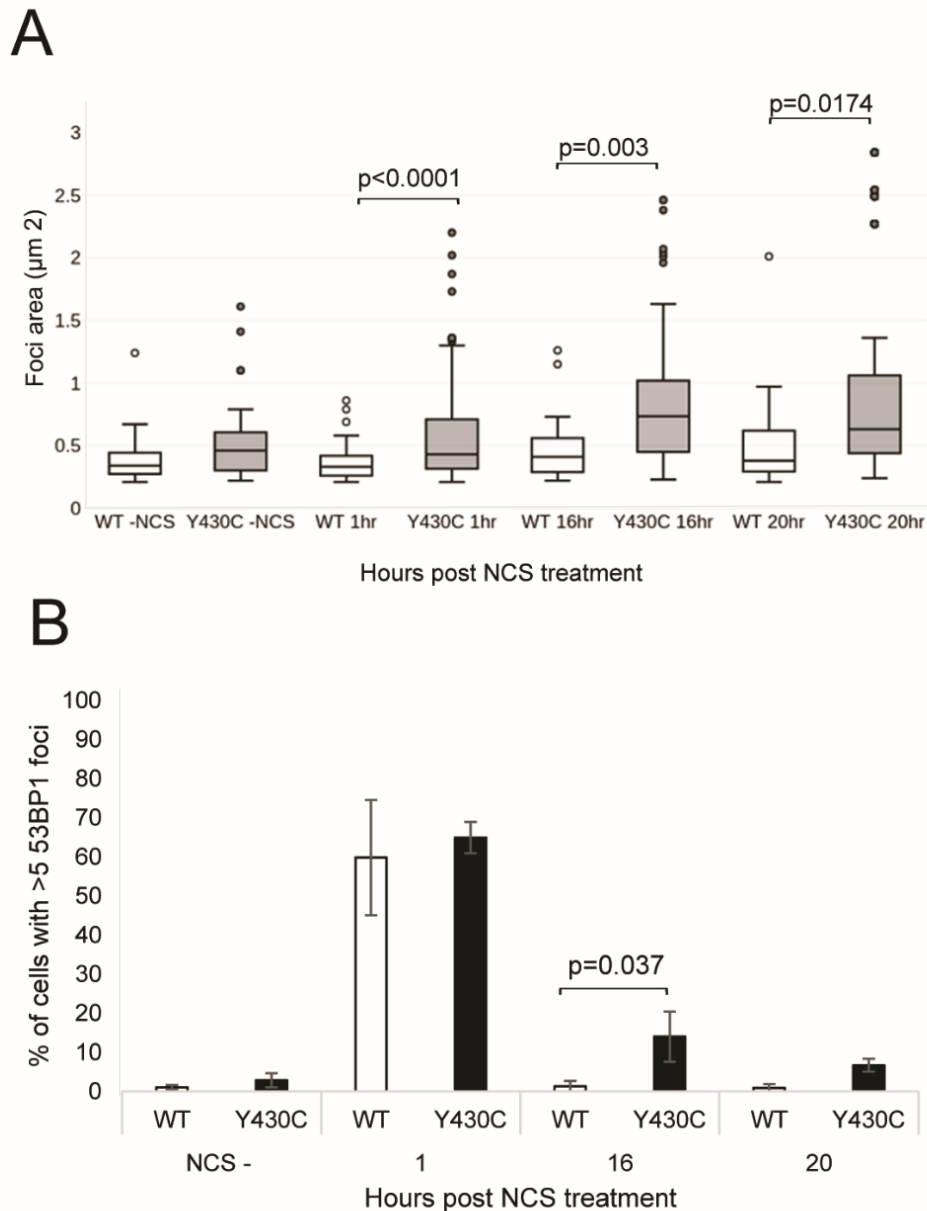 A
p=0.0174
p=0.003
p<0.0001
3
2.5
2
1.5
1
0.5
0
Foci area (µm 2)
WT -NCS Y430C -NCS WT 1hr Y430C 1hr WT 16hr Y430C 16hr WT 20hr Y430C 20hr
Hours post NCS treatment
B
100
90
80
70
60
50
40
30
20
10
0
% of cells with >5 53BP1 foci
p=0.037
WT Y430C WT Y430C WT Y430C WT Y430C
NCS - 1 16 20
Hours post NCS treatment